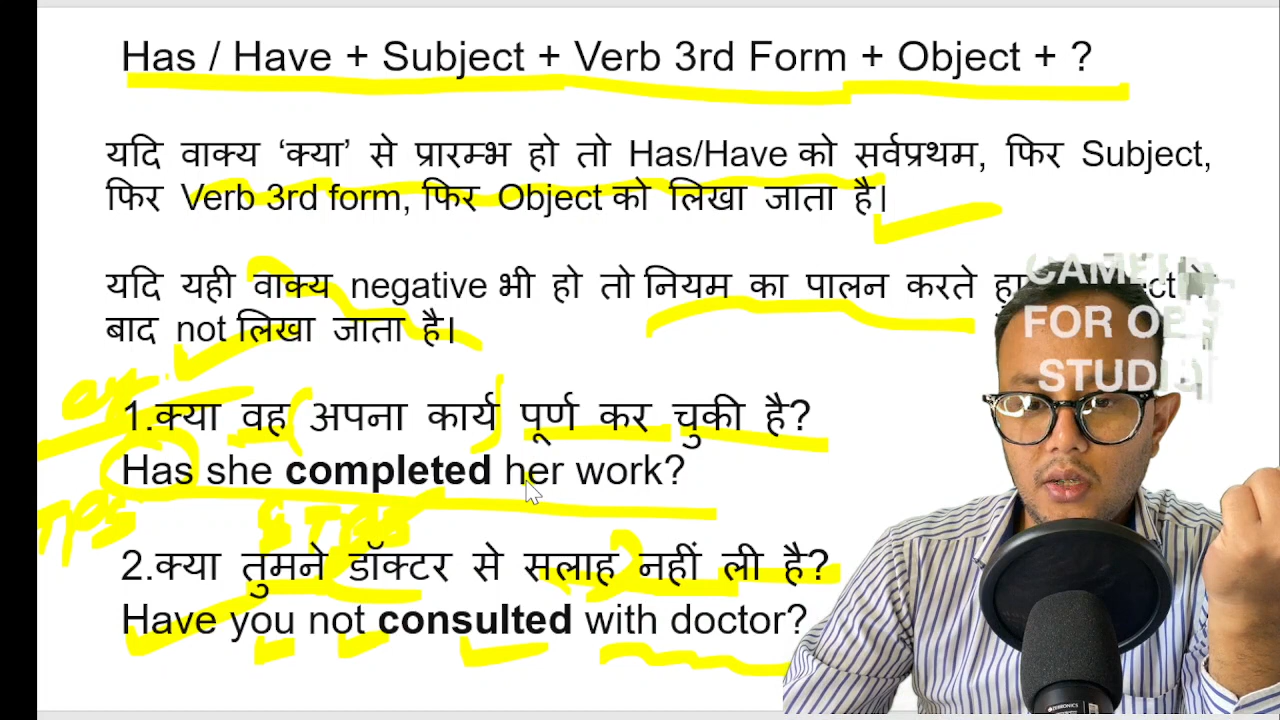 Has / Have + Subject + Verb 3rd Form + Object + ?
यदि वाक्य ‘क्या’ से प्रारम्भ हो तो Has/Have को सर्वप्रथम, फिर Subject,
फिर Verb 3rd form, फिर Object को लिखा जाता है।
यदि यही वाक्य negative भी हो तो नियम का पालन करते
बाद not लिखा जाता है।
1.क्या वह अपना कार्य पूर्ण कर चुकी है?
Has she completed her work?
2.क्या तुमने डॉक्टर से सलाह नहीं ली है?
Have you not consulted with doctor?
FOR